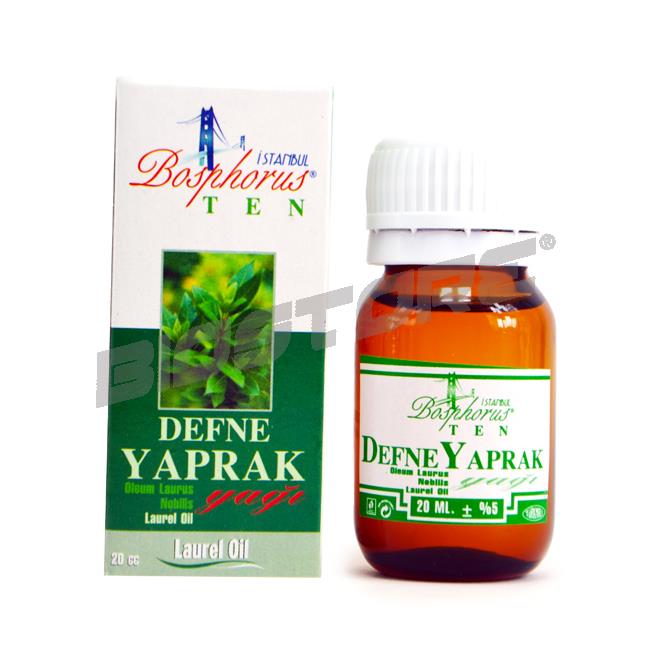 İSTANBUL
Bosphorus®
TEN
DEFNE
YAPRAK
yağı
Oleum Laurus
Nobilis
Laurel Oil
20 cc
Laurel Oil
BOSTORE®
İSTANBUL
Bosphorus®
TEN
DEFNE YAPRAK
yağı
Oleum Laurus
Nobilis
Laurel Oil
20 ML. ± %5